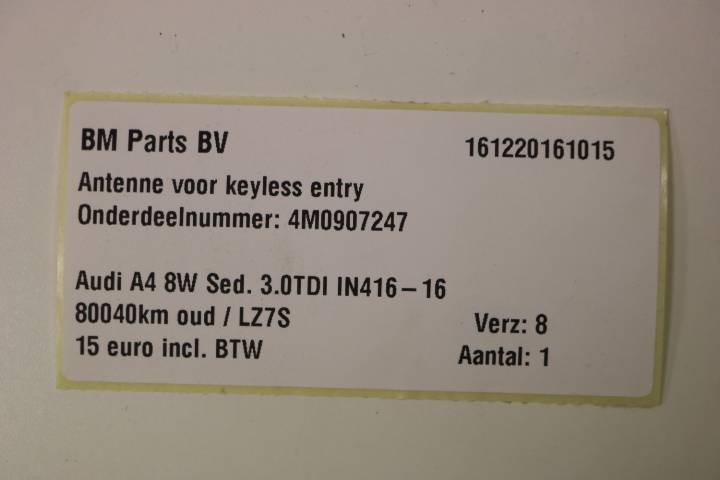 BM Parts BV 161220161015
Antenne voor keyless entry
Onderdeelnummer: 4M0907247
Audi A4 8W Sed. 3.0TDI IN416-16
80040km oud / LZ7S Verz: 8
15 euro incl. BTW Aantal: 1